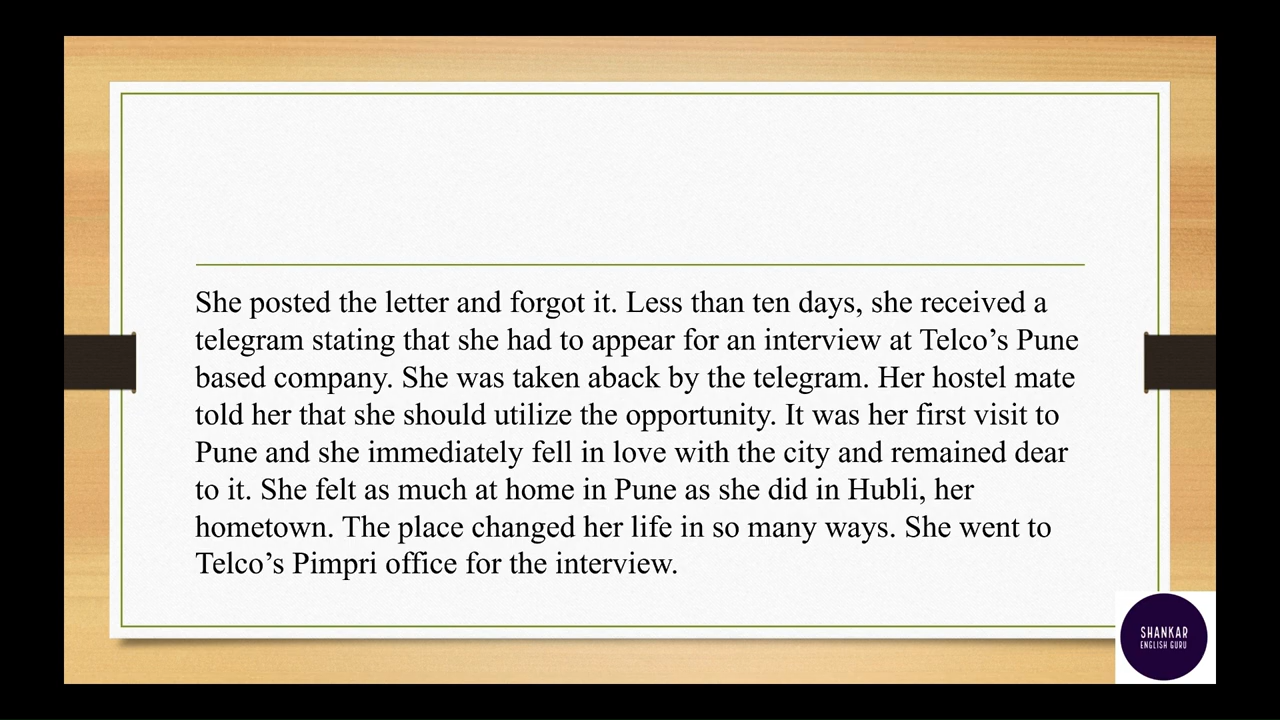 She posted the letter and forgot it. Less than ten days, she received a
telegram stating that she had to appear for an interview at Telco’s Pune
based company. She was taken aback by the telegram. Her hostel mate
told her that she should utilize the opportunity. It was her first visit to
Pune and she immediately fell in love with the city and remained dear
to it. She felt as much at home in Pune as she did in Hubli, her
hometown. The place changed her life in so many ways. She went to
Telco’s Pimpri office for the interview.
SHANKAR
ENGLISH GURU